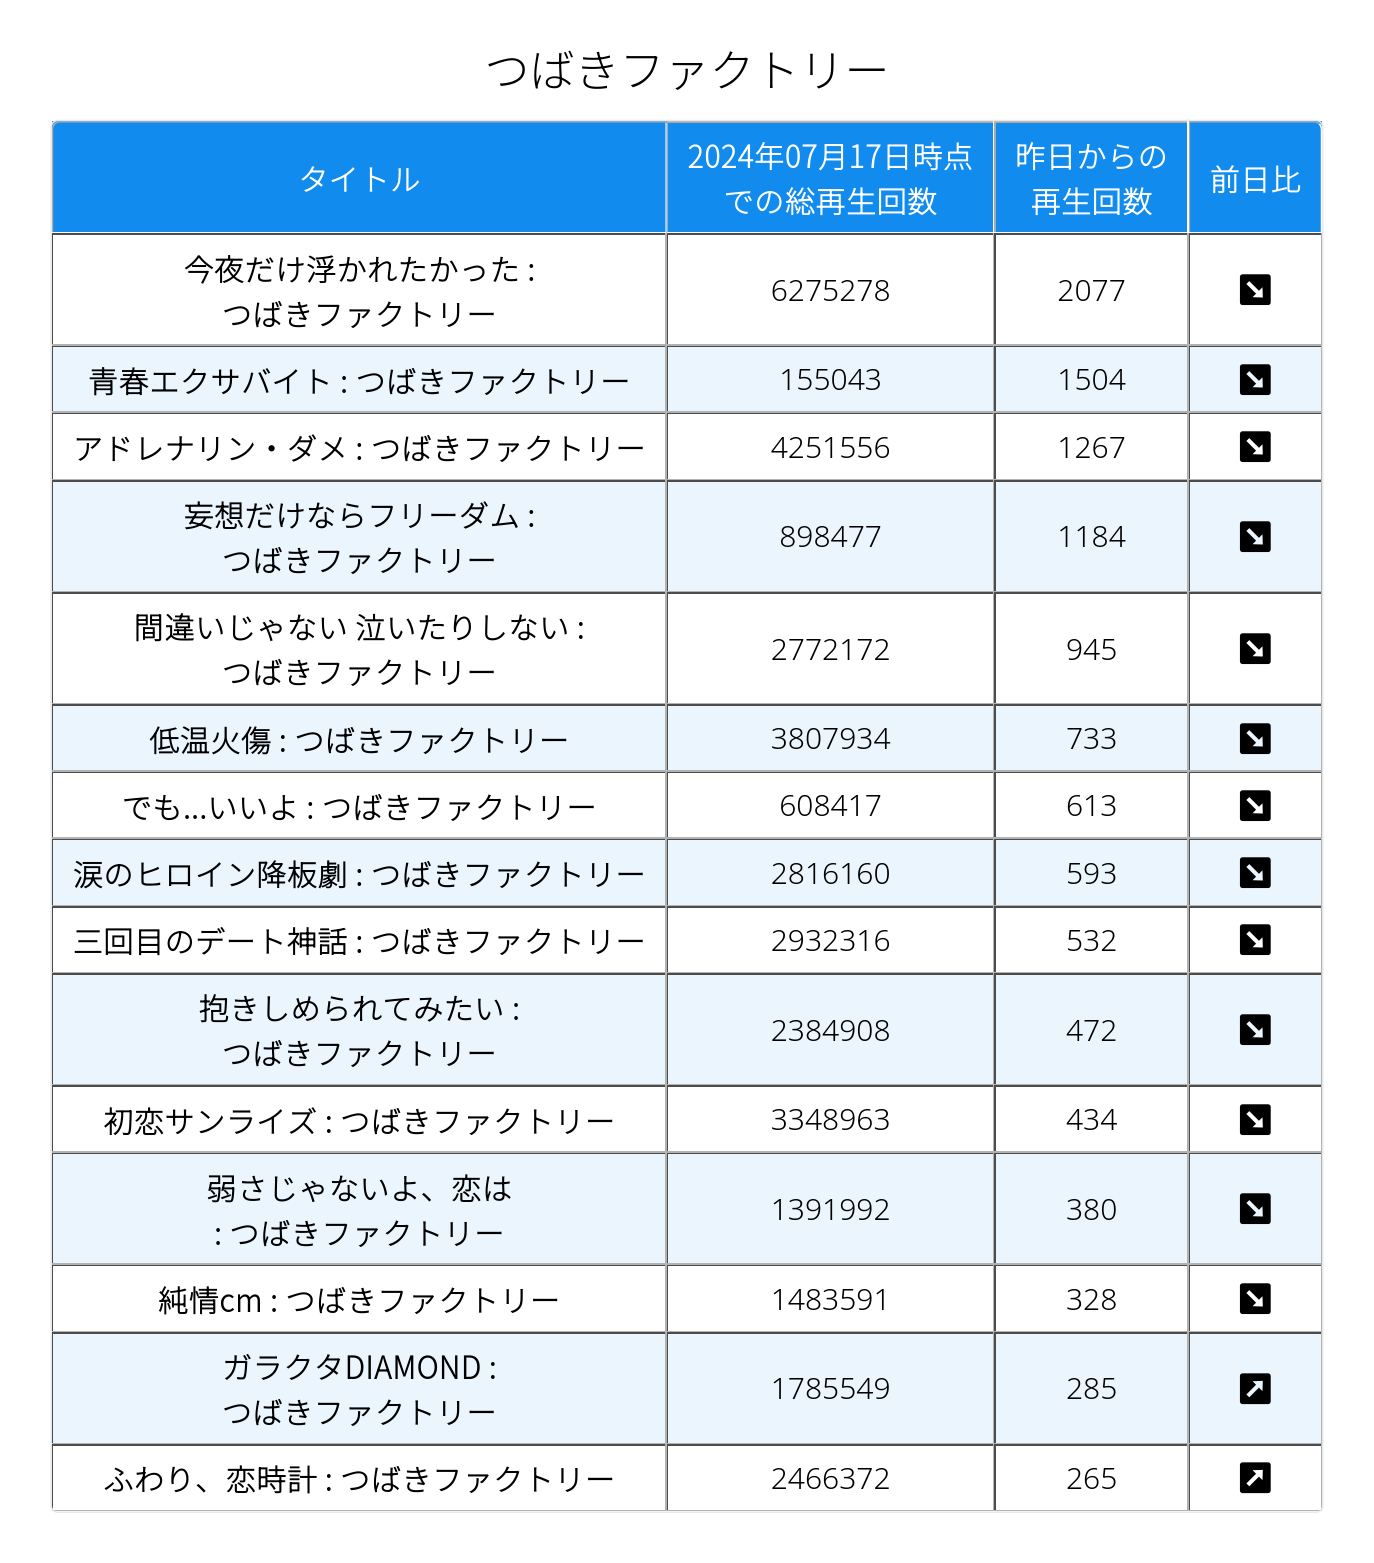 つばきファクトリー
タイトル
2024年07月17日時点
での総再生回数
昨日からの
再生回数
前日比
今夜だけ浮かれたかった :
つばきファクトリー
6275278
2077
青春エクサバイト : つばきファクトリー
155043
1504
アドレナリン・ダメ : つばきファクトリー
4251556
1267
妄想だけならフリーダム :
つばきファクトリー
898477
1184
間違いじゃない 泣いたりしない :
つばきファクトリー
2772172
945
低温火傷 : つばきファクトリー
3807934
733
でも...いいよ : つばきファクトリー
608417
613
涙のヒロイン降板劇 : つばきファクトリー
2816160
593
三回目のデート神話 : つばきファクトリー
2932316
532
抱きしめられてみたい :
つばきファクトリー
2384908
472
初恋サンライズ : つばきファクトリー
3348963
434
弱さじゃないよ、恋は
: つばきファクトリー
1391992
380
純情cm : つばきファクトリー
1483591
328
ガラクタDIAMOND :
つばきファクトリー
1785549
285
ふわり、恋時計 : つばきファクトリー
2466372
265